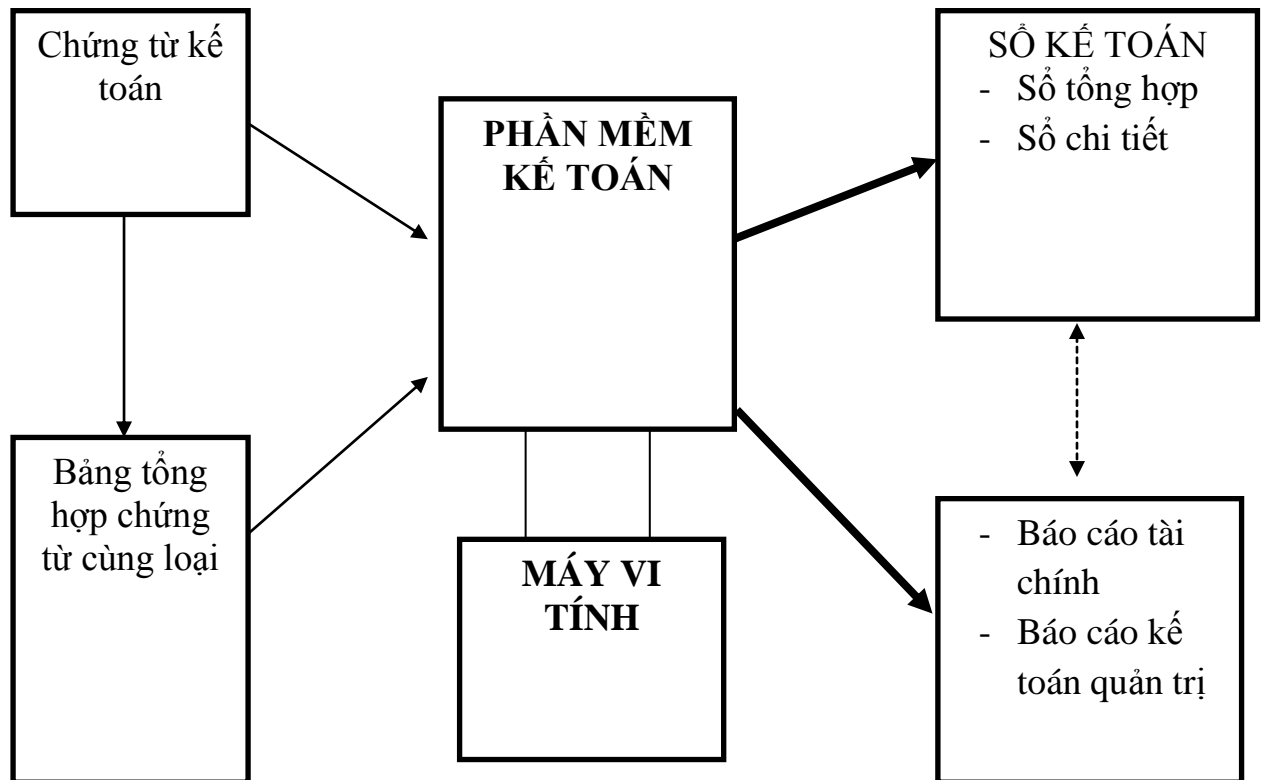 Chứng từ kế
toán
PHẦN MỀM
KẾ TOÁN
SỔ KẾ TOÁN
- Sổ tổng hợp
- Sổ chi tiết
Bảng tổng
hợp chứng
từ cùng loại
MÁY VI
TÍNH
- Báo cáo tài
chính
- Báo cáo kế
toán quản trị